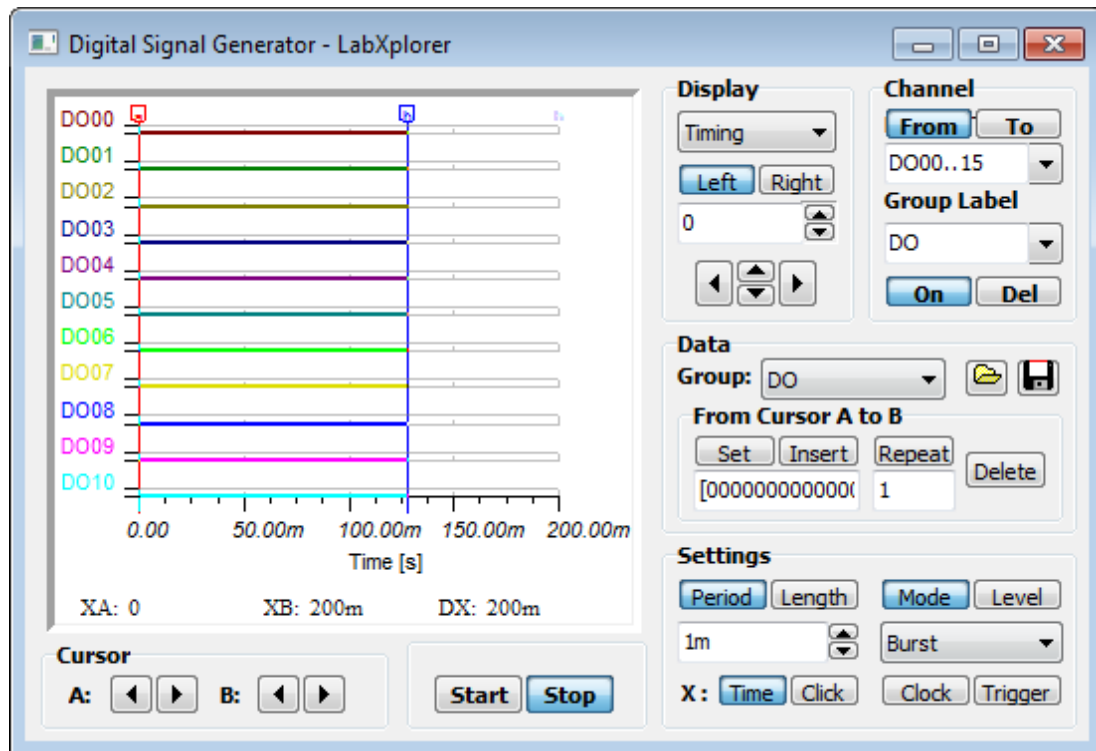 Digital Signal Generator - LabXplorer
DO00
DO01
DO02
DO03
DO04
DO05
DO06
DO07
DO08
DO09
DO10
0.00 50.00m 100.00m 150.00m 200.00m
Time [s]
XA: 0 XB: 200m DX: 200m
Cursor
A: B:
Start Stop
Display
Timing
Left Right
0
Channel
From To
DO00..15
Group Label
DO
On Del
Data
Group: DO
From Cursor A to B
Set Insert Repeat
Delete
[0000000000000( 1
Settings
Period Length Mode Level
1m Burst
X : Time Click Clock Trigger